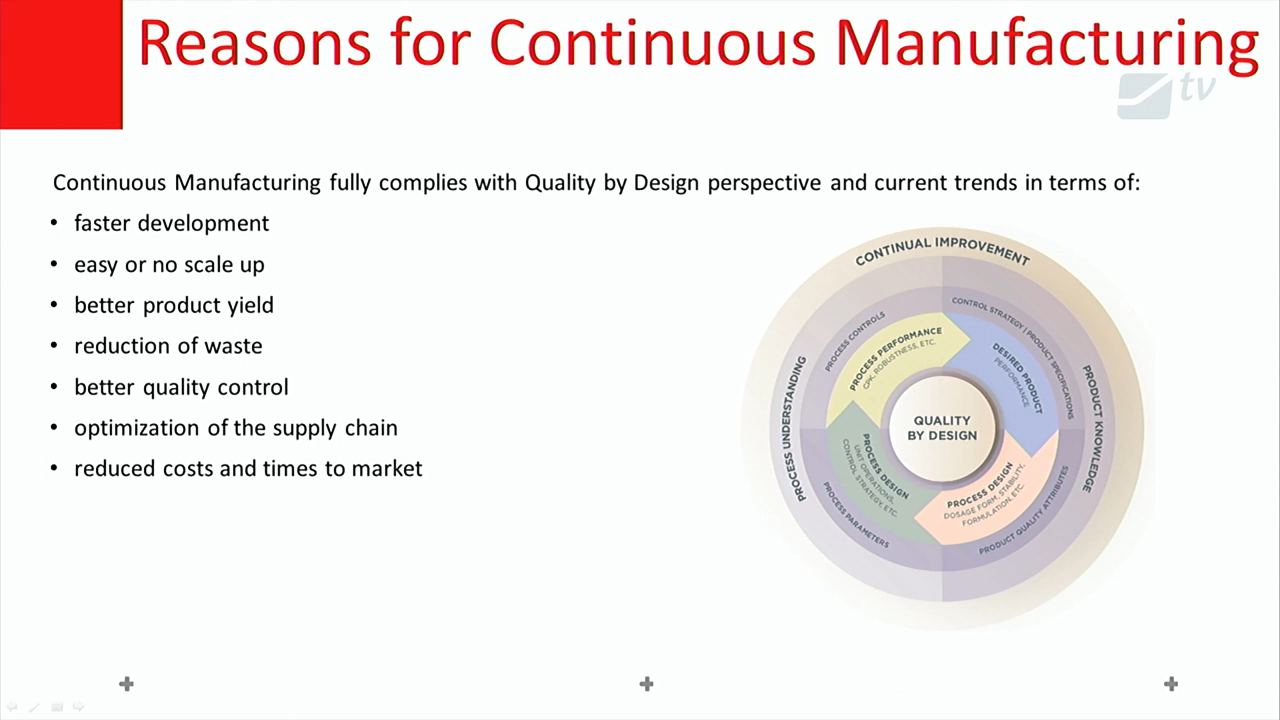 Reasons for Continuous Manufacturing
tv
Continuous Manufacturing fully complies with Quality by Design perspective and current trends in terms of:
• faster development
• easy or no scale up
• better product yield
• reduction of waste
• better quality control
• optimization of the supply chain
• reduced costs and times to market
CONTINUAL IMPROVEMENT
PROCESS UNDERSTANDING
PRODUCT KNOWLEDGE
PROCESS CONTROLS
CONTROL STRATEGY | PRODUCT SPECIFICATIONS
PROCESS PERFORMANCE
CPK, ROBUSTNESS, ETC.
DESIRED PRODUCT
PERFORMANCE
QUALITY
BY DESIGN
PROCESS DESIGN
UNIT OPERATIONS,
CONTROL STRATEGY, ETC.
PROCESS DESIGN
DOSAGE FORM, STABILITY,
FORMULATION, ETC.
PROCESS PARAMETERS
PRODUCT QUALITY ATTRIBUTES